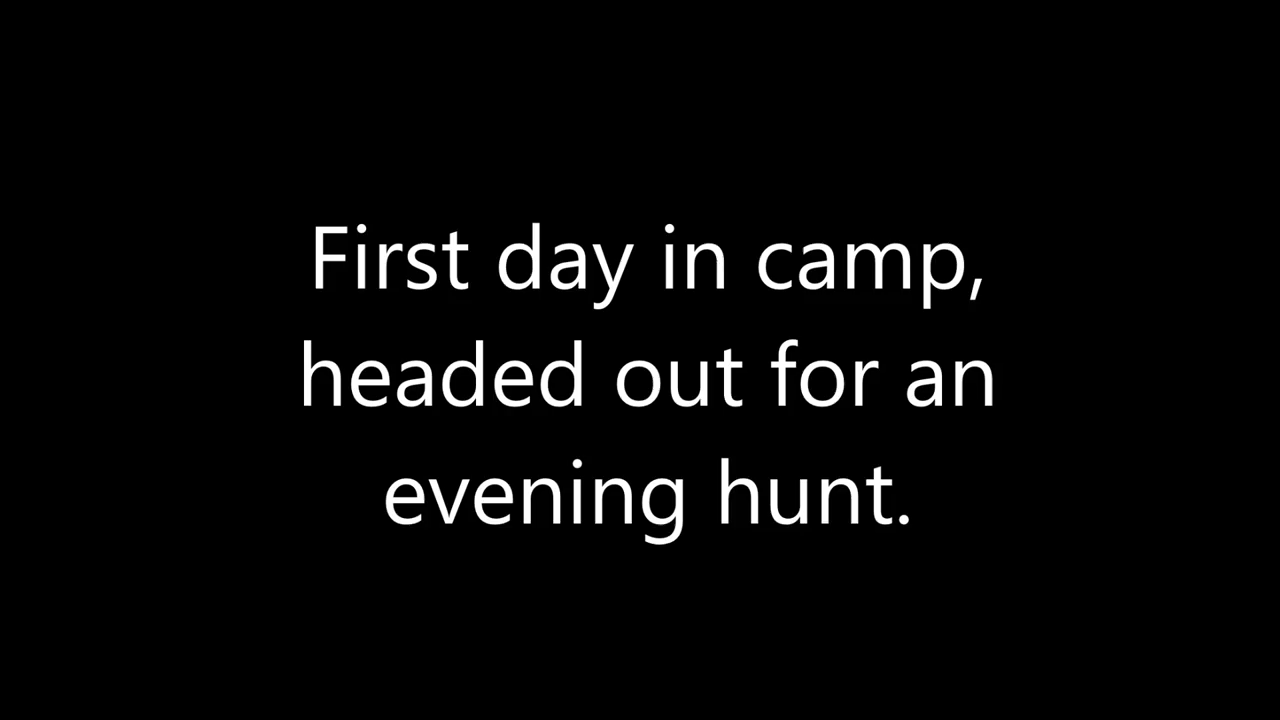 First day in camp,
headed out for an
evening hunt.